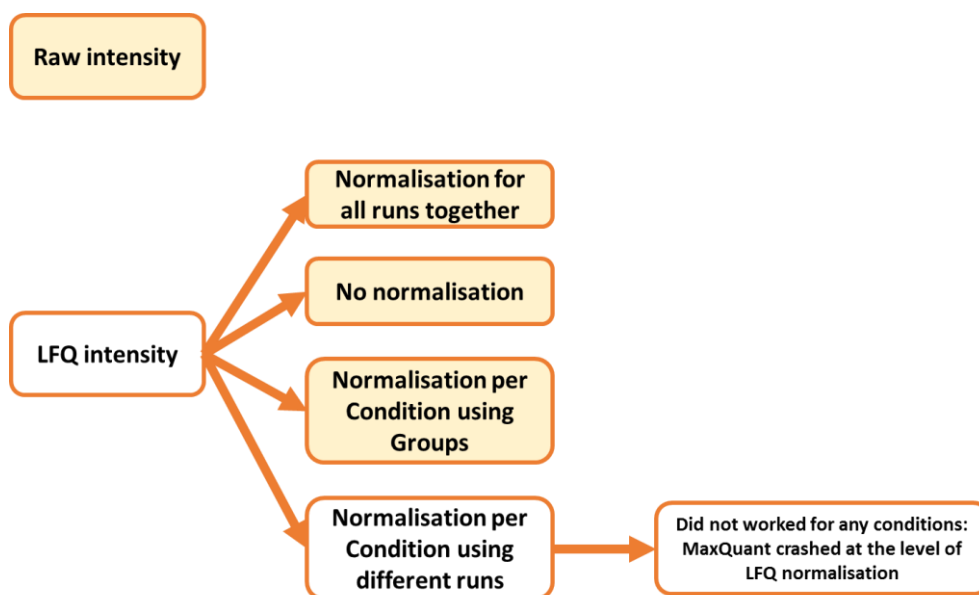 Raw intensity
Normalisation for
all runs together
No normalisation
LFQ intensity
Normalisation per
Condition using
Groups
Normalisation per
Condition using
different runs
Did not worked for any conditions:
MaxQuant crashed at the level of
LFQ normalisation